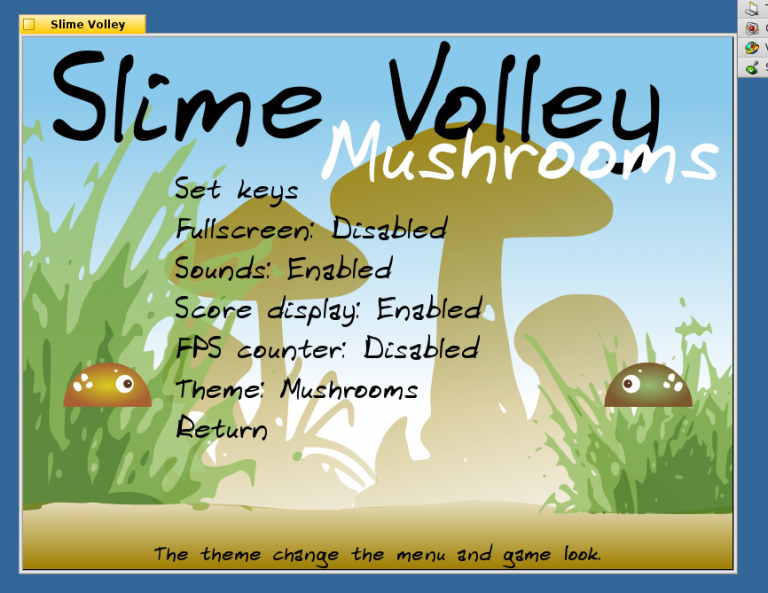 Slime Volley
Slime Volley
Mushrooms
Set keys
Fullscreen: Disabled
Sounds: Enabled
Score display: Enabled
FPS counter: Disabled
Theme: Mushrooms
Return
The theme change the menu and game look.